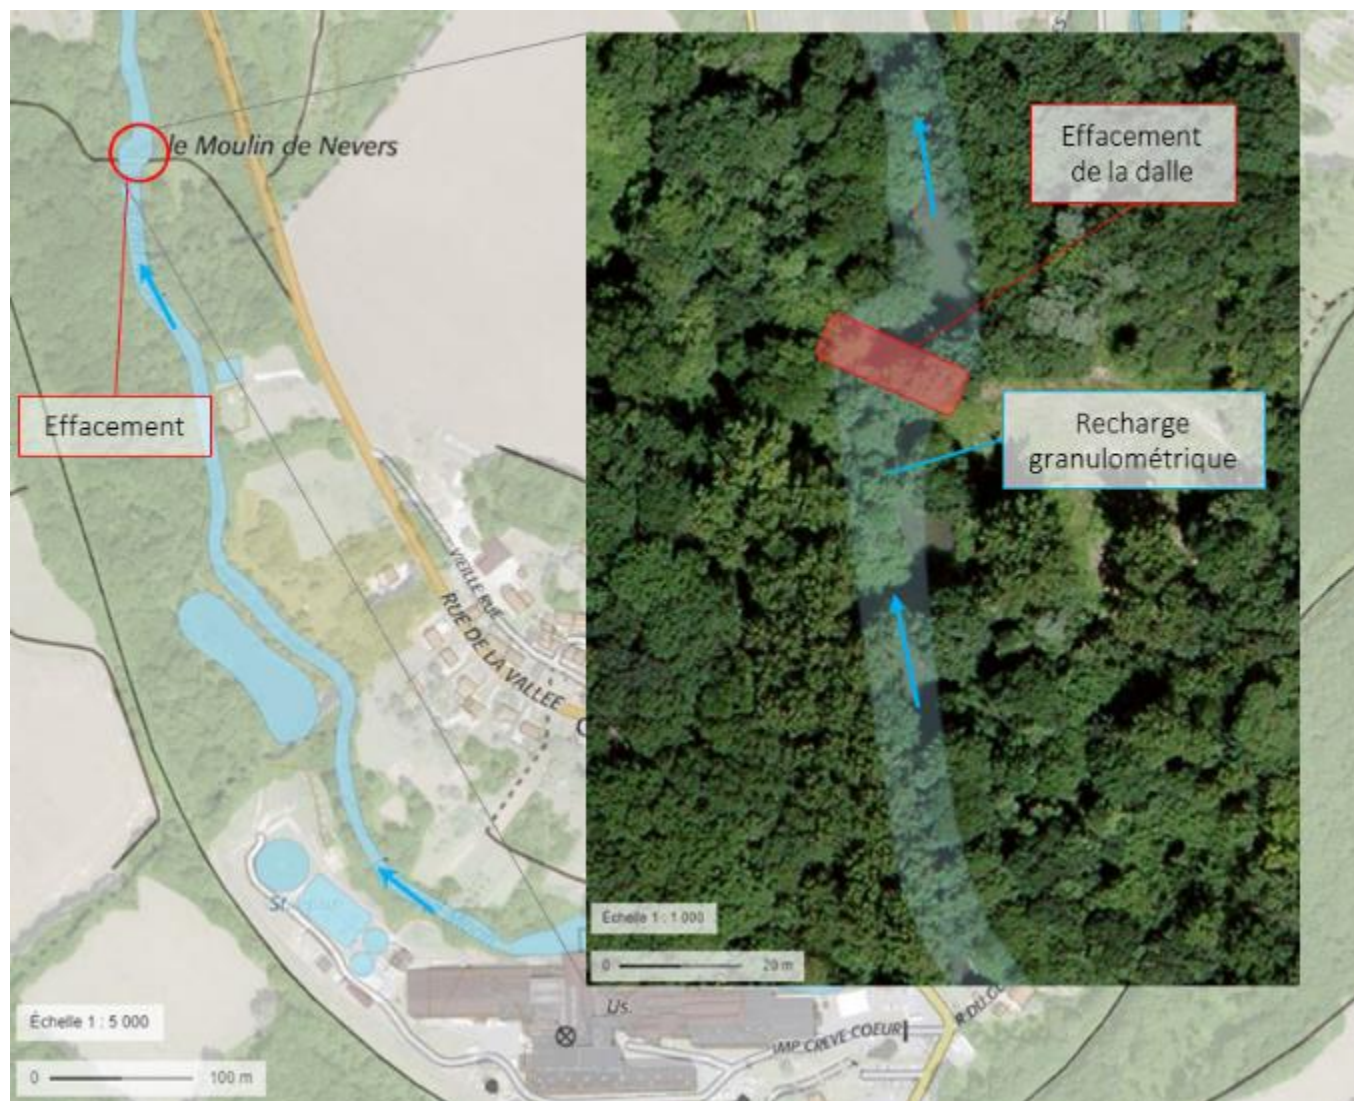 le Moulin de Nevers
Effacement
de la dalle
Effacement
Recharge
granulométrique
VIEILLE RUE
RUE DE LA VALLEE
Échelle 1 : 1 000
0
20 m
Us.
Échelle 1 : 5 000
IMP CREVE COEUR
0
100 m